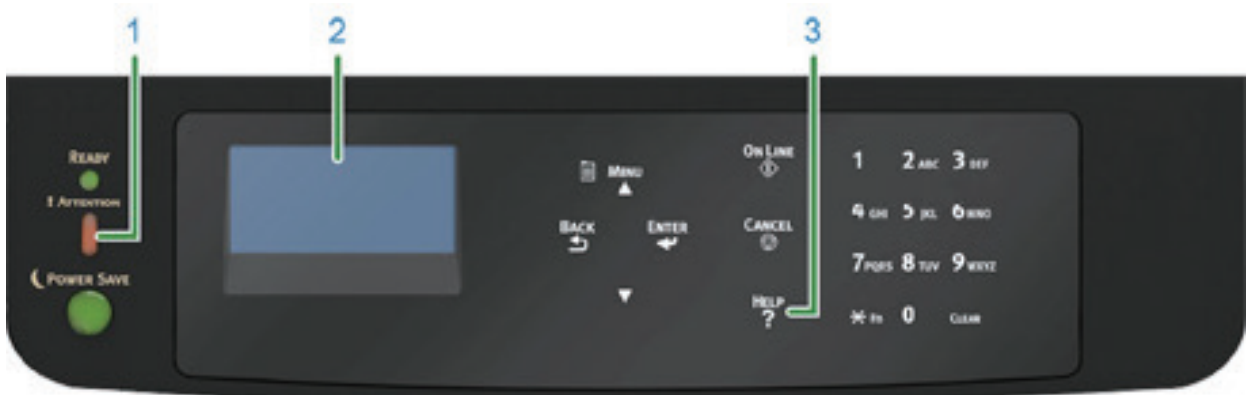 1 2 3
READY
! ATTENTION
POWER SAVE
MENU
BACK ENTER
ON LINE
CANCEL
HELP
?
1 2 ABC 3 DEF
4 GHI 5 JKL 6 MNO
7 PQRS 8 TUV 9 WXYZ
* Fn 0 CLEAR